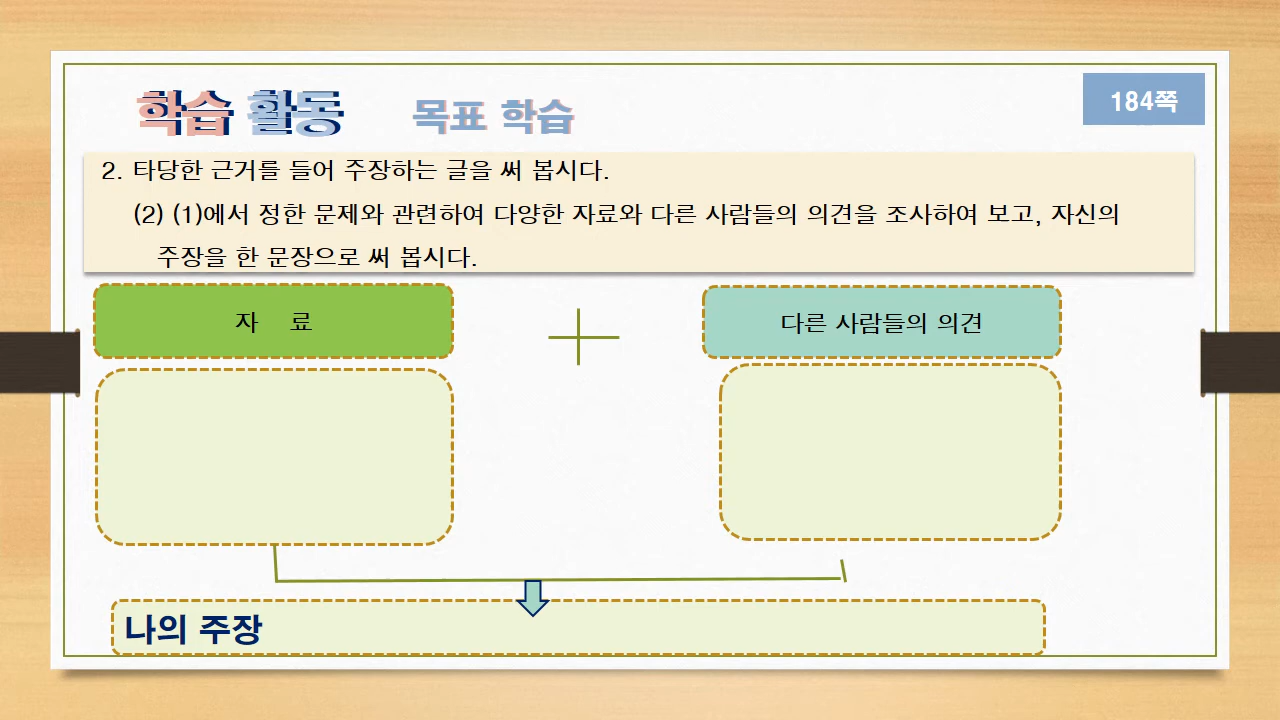 학습 활동 목표 학습
184쪽
2. 타당한 근거를 들어 주장하는 글을 써 봅시다.
(2) (1)에서 정한 문제와 관련하여 다양한 자료와 다른 사람들의 의견을 조사하여 보고, 자신의
주장을 한 문장으로 써 봅시다.
자 료
다른 사람들의 의견
나의 주장